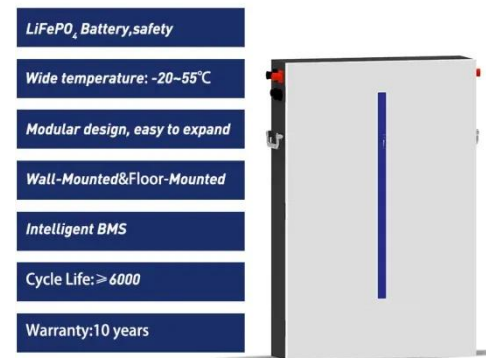 LiFePO4 Battery,safety
Wide temperature: -20~55℃
Modular design, easy to expand
Wall-Mounted&Floor-Mounted
Intelligent BMS
Cycle Life:≥6000
Warranty:10 years